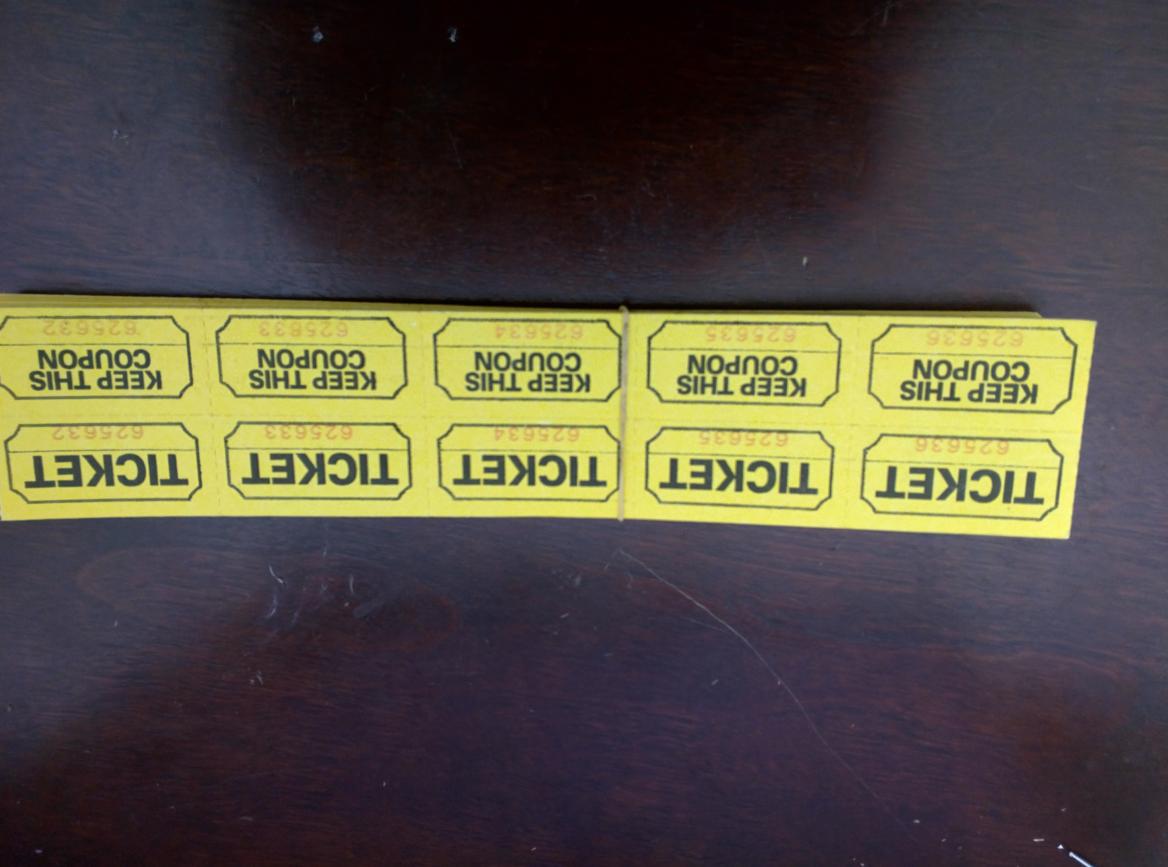 TICKET TICKET TICKET TICKET TICKET
625636 625635 625634 625633 625632
KEEP THIS KEEP THIS KEEP THIS KEEP THIS KEEP THIS
COUPON COUPON COUPON COUPON COUPON
625636 625635 625634 625633 625632